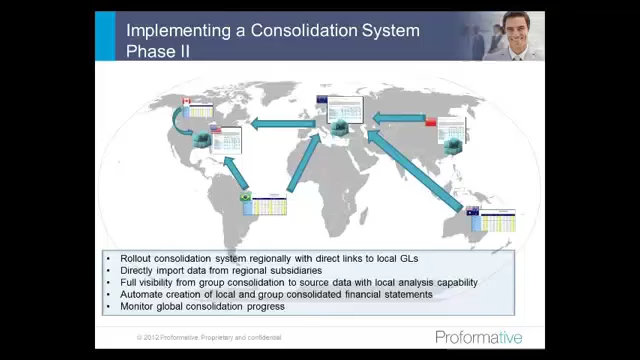 Implementing a Consolidation System
Phase II
• Rollout consolidation system regionally with direct links to local GLs
• Directly import data from regional subsidiaries
• Full visibility from group consolidation to source data with local analysis capability
• Automate creation of local and group consolidated financial statements
• Monitor global consolidation progress
© 2012 Proformative Proprietary and confidential
Proformative